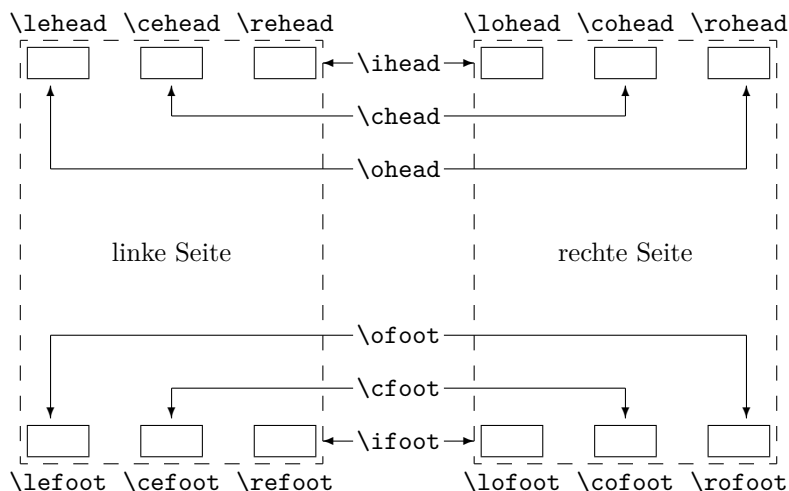 \lehead \cehead \rehead \lohead \cohead \rohead
\ihead
\chead
\ohead
linke Seite rechte Seite
\ofoot
\cfoot
\ifoot
\lefoot \cefoot \refoot \lofoot \cofoot \rofoot